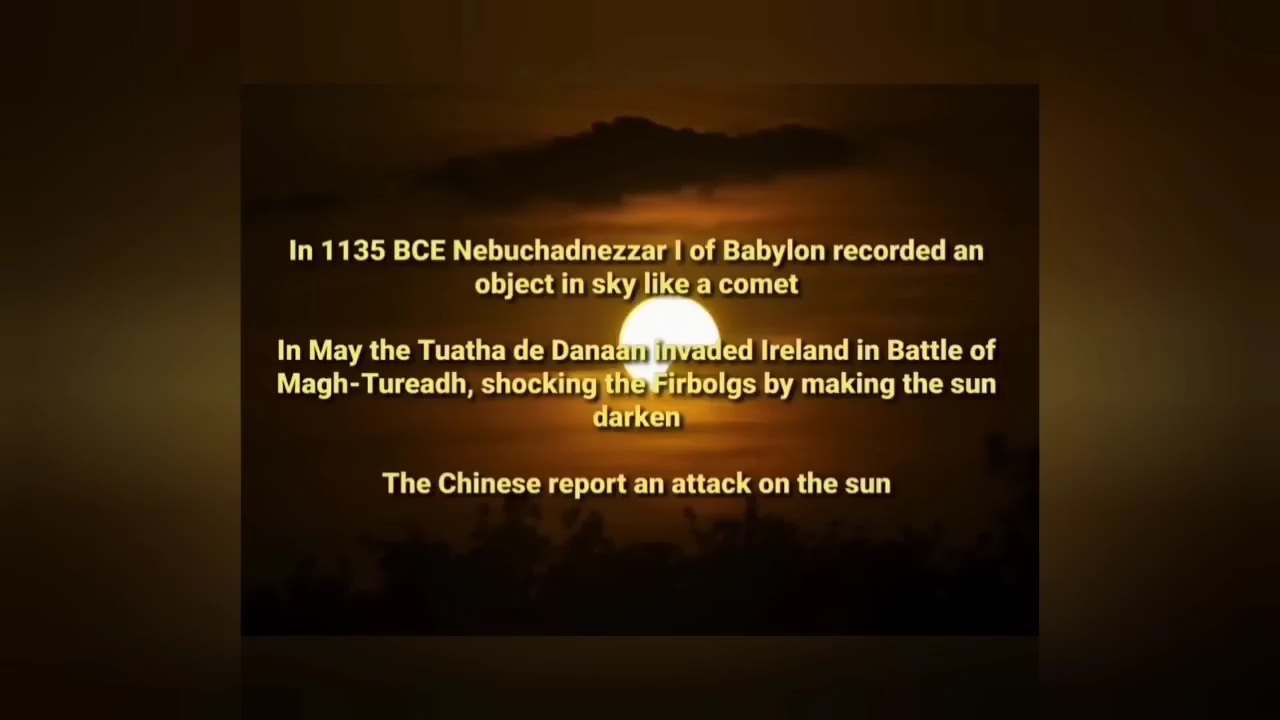 In 1135 BCE Nebuchadnezzar I of Babylon recorded an
object in sky like a comet
In May the Tuatha de Danaan invaded Ireland in Battle of
Magh-Tureadh, shocking the Firbolgs by making the sun
darken
The Chinese report an attack on the sun